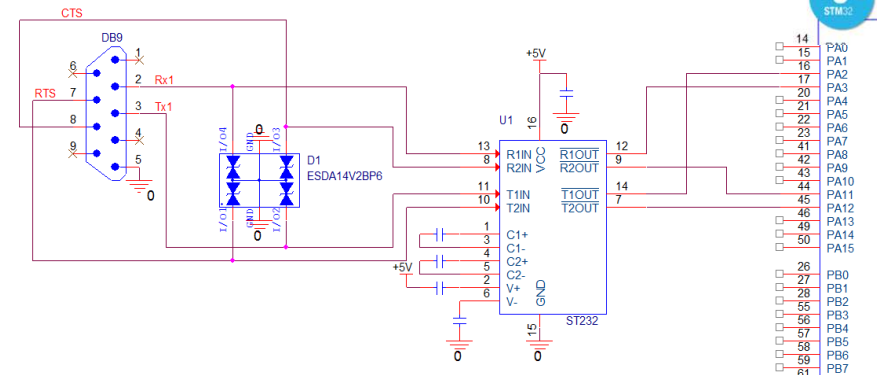 CTS
STM32
DB9
1
6
2 Rx1
RTS 7
3 Tx1
8
4
9
5
0
I/O4
GND
I/O3
0
D1
ESDA14V2BP6
I/O1
GND
I/O2
0
+5V
0
U1
16
13 R1IN VCC R1OUT 12
8 R2IN R2OUT 9
11 T1IN T1OUT 14
10 T2IN T2OUT 7
1 C1+
3 C1-
4 C2+
5 C2-
+5V
2 V+
6 V-
GND
15
ST232
0
0
14 PA0
15 PA1
16 PA2
17 PA3
20 PA4
21 PA5
22 PA6
23 PA7
41 PA8
42 PA9
43 PA10
44 PA11
45 PA12
46 PA13
49 PA14
50 PA15
26 PB0
27 PB1
28 PB2
55 PB3
56 PB4
57 PB5
58 PB6
59 PB7
61